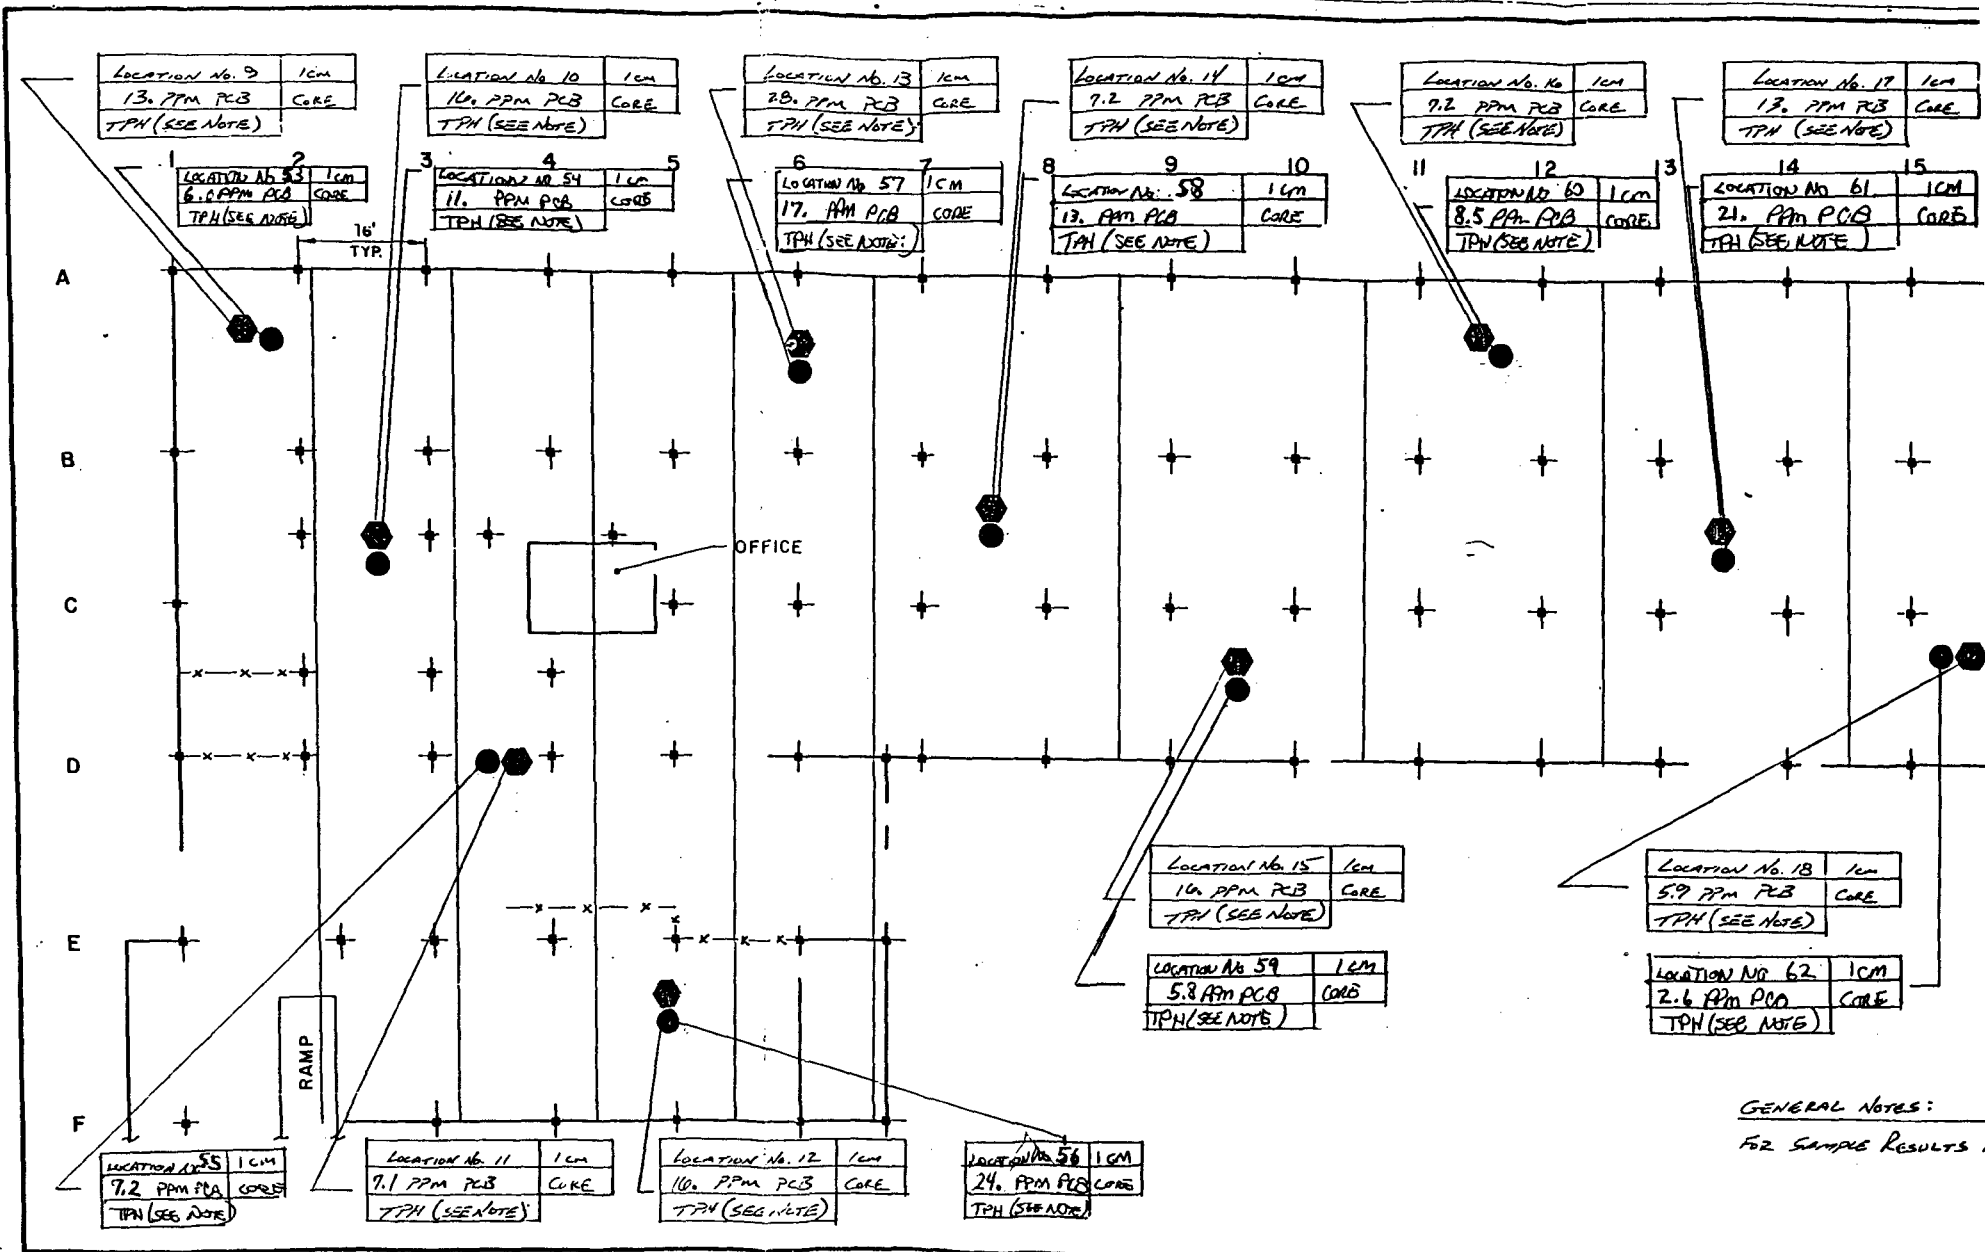 LOCATION No. 9 1CM
13. PPM PCB CORE
TPH (SEE NOTE)
LOCATION No 10 1CM
16. PPM PCB CORE
TPH (SEE NOTE)
LOCATION No. 13 1CM
28. PPM PCB CORE
TPH (SEE NOTE)
LOCATION No. 14 1CM
7.2 PPM PCB CORE
TPH (SEE NOTE)
LOCATION No. 16 1CM
7.2 PPM PCB CORE
TPH (SEE NOTE)
LOCATION No. 17 1CM
13. PPM PCB CORE
TPH (SEE NOTE)
1 2 3 4 5 6 7 8 9 10 11 12 13 14 15
LOCATION No 53 1CM
PPM PCB CORE
TPH (SEE NOTE)
LOCATION No 54 1CM
11. PPM PCB CORE
TPH (SEE NOTE)
LOCATION No 57 1CM
17. PPM PCB CORE
TPH (SEE NOTE)
LOCATION No. 58 1CM
13. PPM PCB CORE
TPH (SEE NOTE)
LOCATION NO 60 1CM
8.5 PPM PCB CORE
TPH (SEE NOTE)
LOCATION NO 61 1CM
21. PPM PCB CORE
TPH (SEE NOTE)
16'
TYP.
A
B
OFFICE
C
D
LOCATION No. 15 1CM
16. PPM PCB CORE
TPH (SEE NOTE)
LOCATION No. 18 1CM
5.9 PPM PCB CORE
TPH (SEE NOTE)
E
LOCATION No 59 1CM
5.8 PPM PCB CORE
TPH (SEE NOTE)
LOCATION NO 62 1CM
2.6 PPM PCB CORE
TPH (SEE NOTE)
RAMP
F
GENERAL NOTES:
FOR SAMPLE RESULTS
LOCATION No 55 1CM
7.2 PPM PCB CORE
TPH (SEE NOTE)
LOCATION No. 11 1CM
7.1 PPM PCB CORE
TPH (SEE NOTE)
LOCATION No. 12 1CM
16. PPM PCB CORE
TPH (SEE NOTE)
LOCATION No 56 1CM
24. PPM PCB CORE
TPH (SEE NOTE)